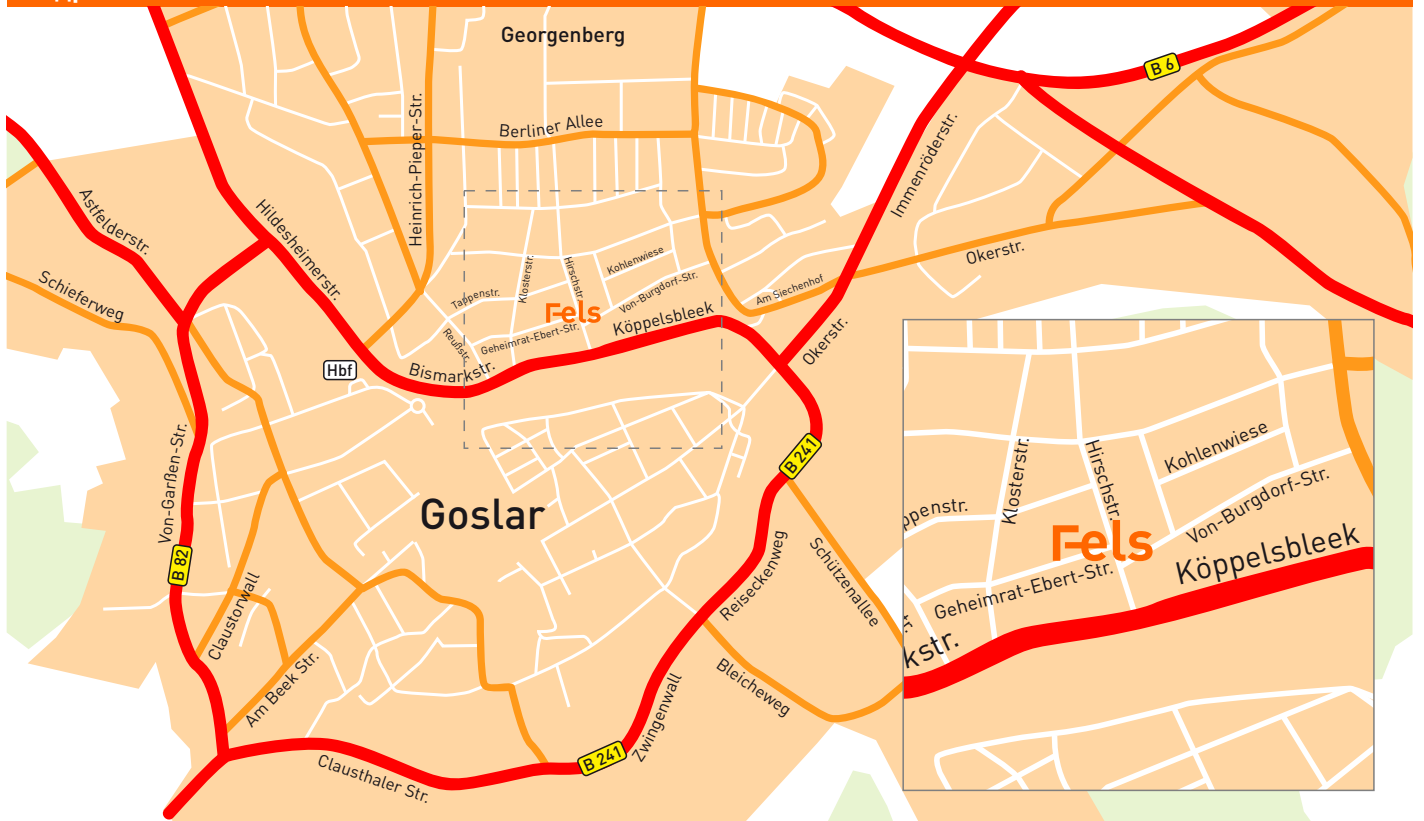 Georgenberg
B 6
Berliner Allee
Heinrich-Pieper-Str.
Immenröderstr.
Astfelderstr.
Hildesheimerstr.
Schieferweg
Okerstr.
Kohlenwiese
Klosterstr.
Hirschstr.
Tappenstr.
Von-Burgdorf-Str.
Am Siechenhof
Fels
Köppelsbleek
Reußstr.
Geheimrat-Ebert-Str.
Okerstr.
Hbf
Bismarkstr.
B 241
Von-Garßen-Str.
Goslar
B 82
Claustorwall
Reiseckenweg
Schützenallee
Am Beek Str.
Bleicheweg
Zwingenwall
B 241
Clausthaler Str.
Kohlenwiese
Klosterstr.
Hirschstr.
ppenstr.
Von-Burgdorf-Str.
Fels
Köppelsbleek
Geheimrat-Ebert-Str.
kstr.